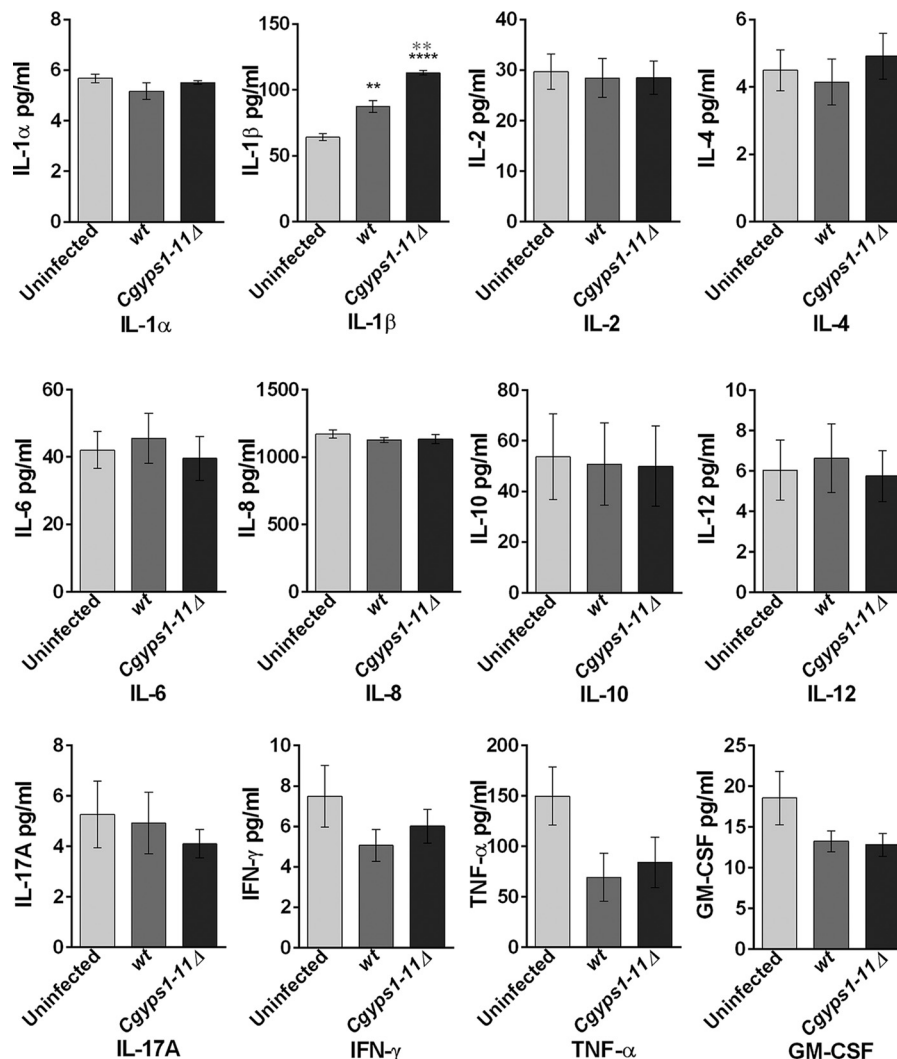 IL-1α pg/ml
8
6
4
2
0
Uninfected
wt
Cgyps1-11Δ
IL-1α
IL-1β pg/ml
150
100
50
0
**
**
****
Uninfected
wt
Cgyps1-11Δ
IL-1β
IL-2 pg/ml
40
30
20
10
0
Uninfected
wt
Cgyps1-11Δ
IL-2
IL-4 pg/ml
6
4
2
0
Uninfected
wt
Cgyps1-11Δ
IL-4
IL-6 pg/ml
60
40
20
0
Uninfected
wt
Cgyps1-11Δ
IL-6
IL-8 pg/ml
1500
1000
500
0
Uninfected
wt
Cgyps1-11Δ
IL-8
IL-10 pg/ml
80
60
40
20
0
Uninfected
wt
Cgyps1-11Δ
IL-10
IL-12 pg/ml
10
8
6
4
2
0
Uninfected
wt
Cgyps1-11Δ
IL-12
IL-17A pg/ml
8
6
4
2
0
Uninfected
wt
Cgyps1-11Δ
IL-17A
IFN-γ pg/ml
10
8
6
4
2
0
Uninfected
wt
Cgyps1-11Δ
IFN-γ
TNF-α pg/ml
200
150
100
50
0
Uninfected
wt
Cgyps1-11Δ
TNF-α
GM-CSF pg/ml
25
20
15
10
5
0
Uninfected
wt
Cgyps1-11Δ
GM-CSF